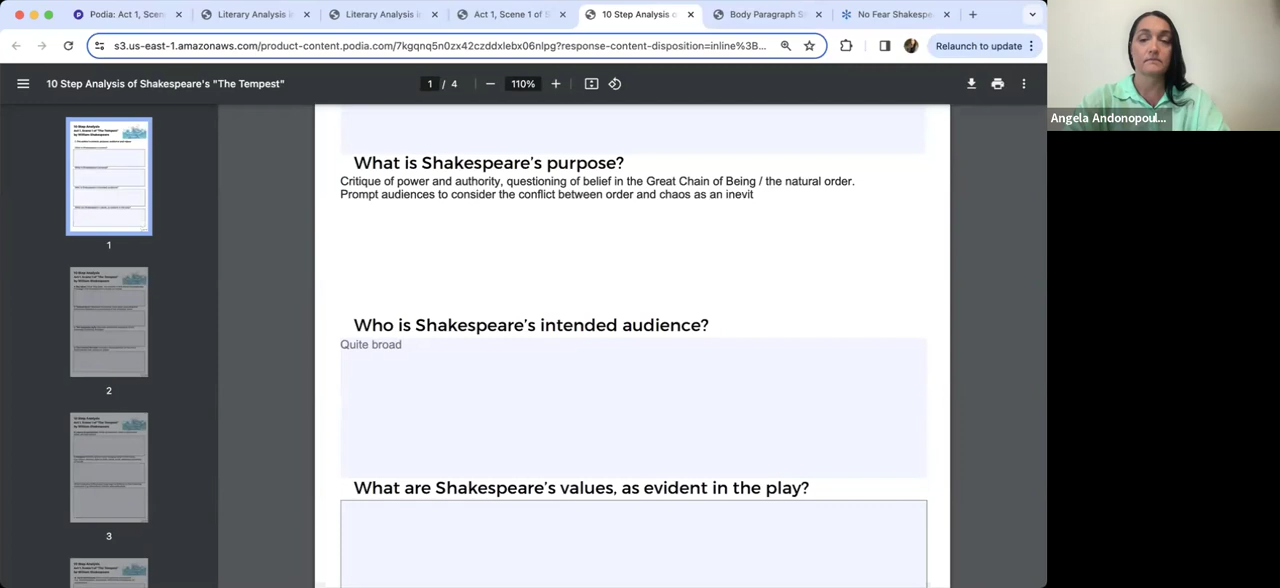 Podia: Act 1, Scen
Literary Analysis i
Literary Analysis i
Act 1, Scene 1 of
10 Step Analysis o
Body Paragraph S
No Fear Shakespe
s3.us-east-1.amazonaws.com/product-content.podia.com/7kgqnq5n0zx42czddxlebx06nlpg?response-content-disposition=inline%3B...
Relaunch to update
10 Step Analysis of Shakespeare's "The Tempest"
1 / 4
110%
What is Shakespeare's purpose?
Critique of power and authority, questioning of belief in the Great Chain of Being / the natural order.
Prompt audiences to consider the conflict between order and chaos as an inevit
Who is Shakespeare's intended audience?
Quite broad
What are Shakespeare's values, as evident in the play?
1
2
3
Angela Andonopoul...